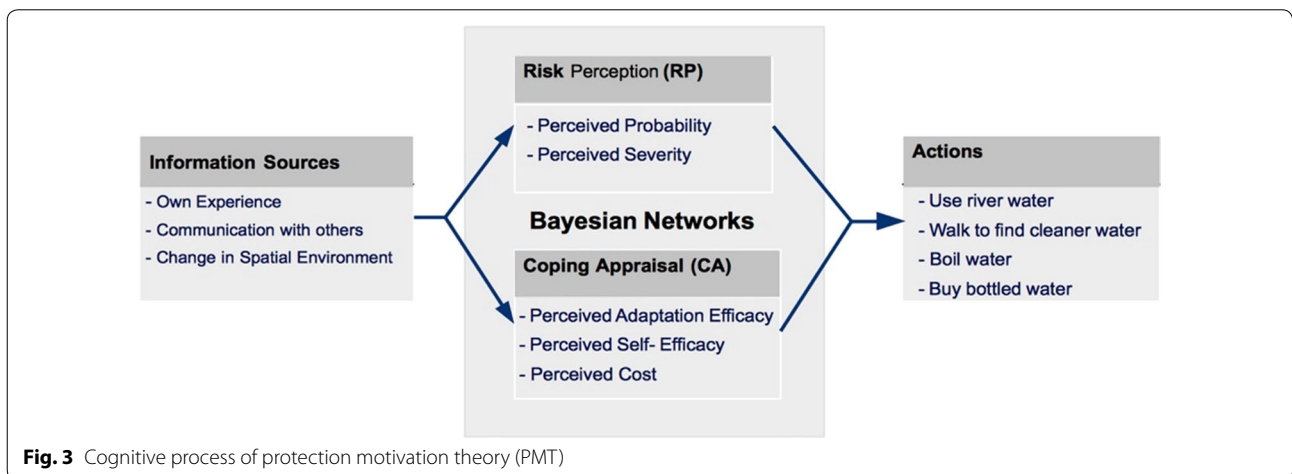 Information Sources
- Own Experience
- Communication with others
- Change in Spatial Environment
Risk Perception (RP)
- Perceived Probability
- Perceived Severity
Bayesian Networks
Coping Appraisal (CA)
- Perceived Adaptation Efficacy
- Perceived Self- Efficacy
- Perceived Cost
Actions
- Use river water
- Walk to find cleaner water
- Boil water
- Buy bottled water
Fig. 3 Cognitive process of protection motivation theory (PMT)